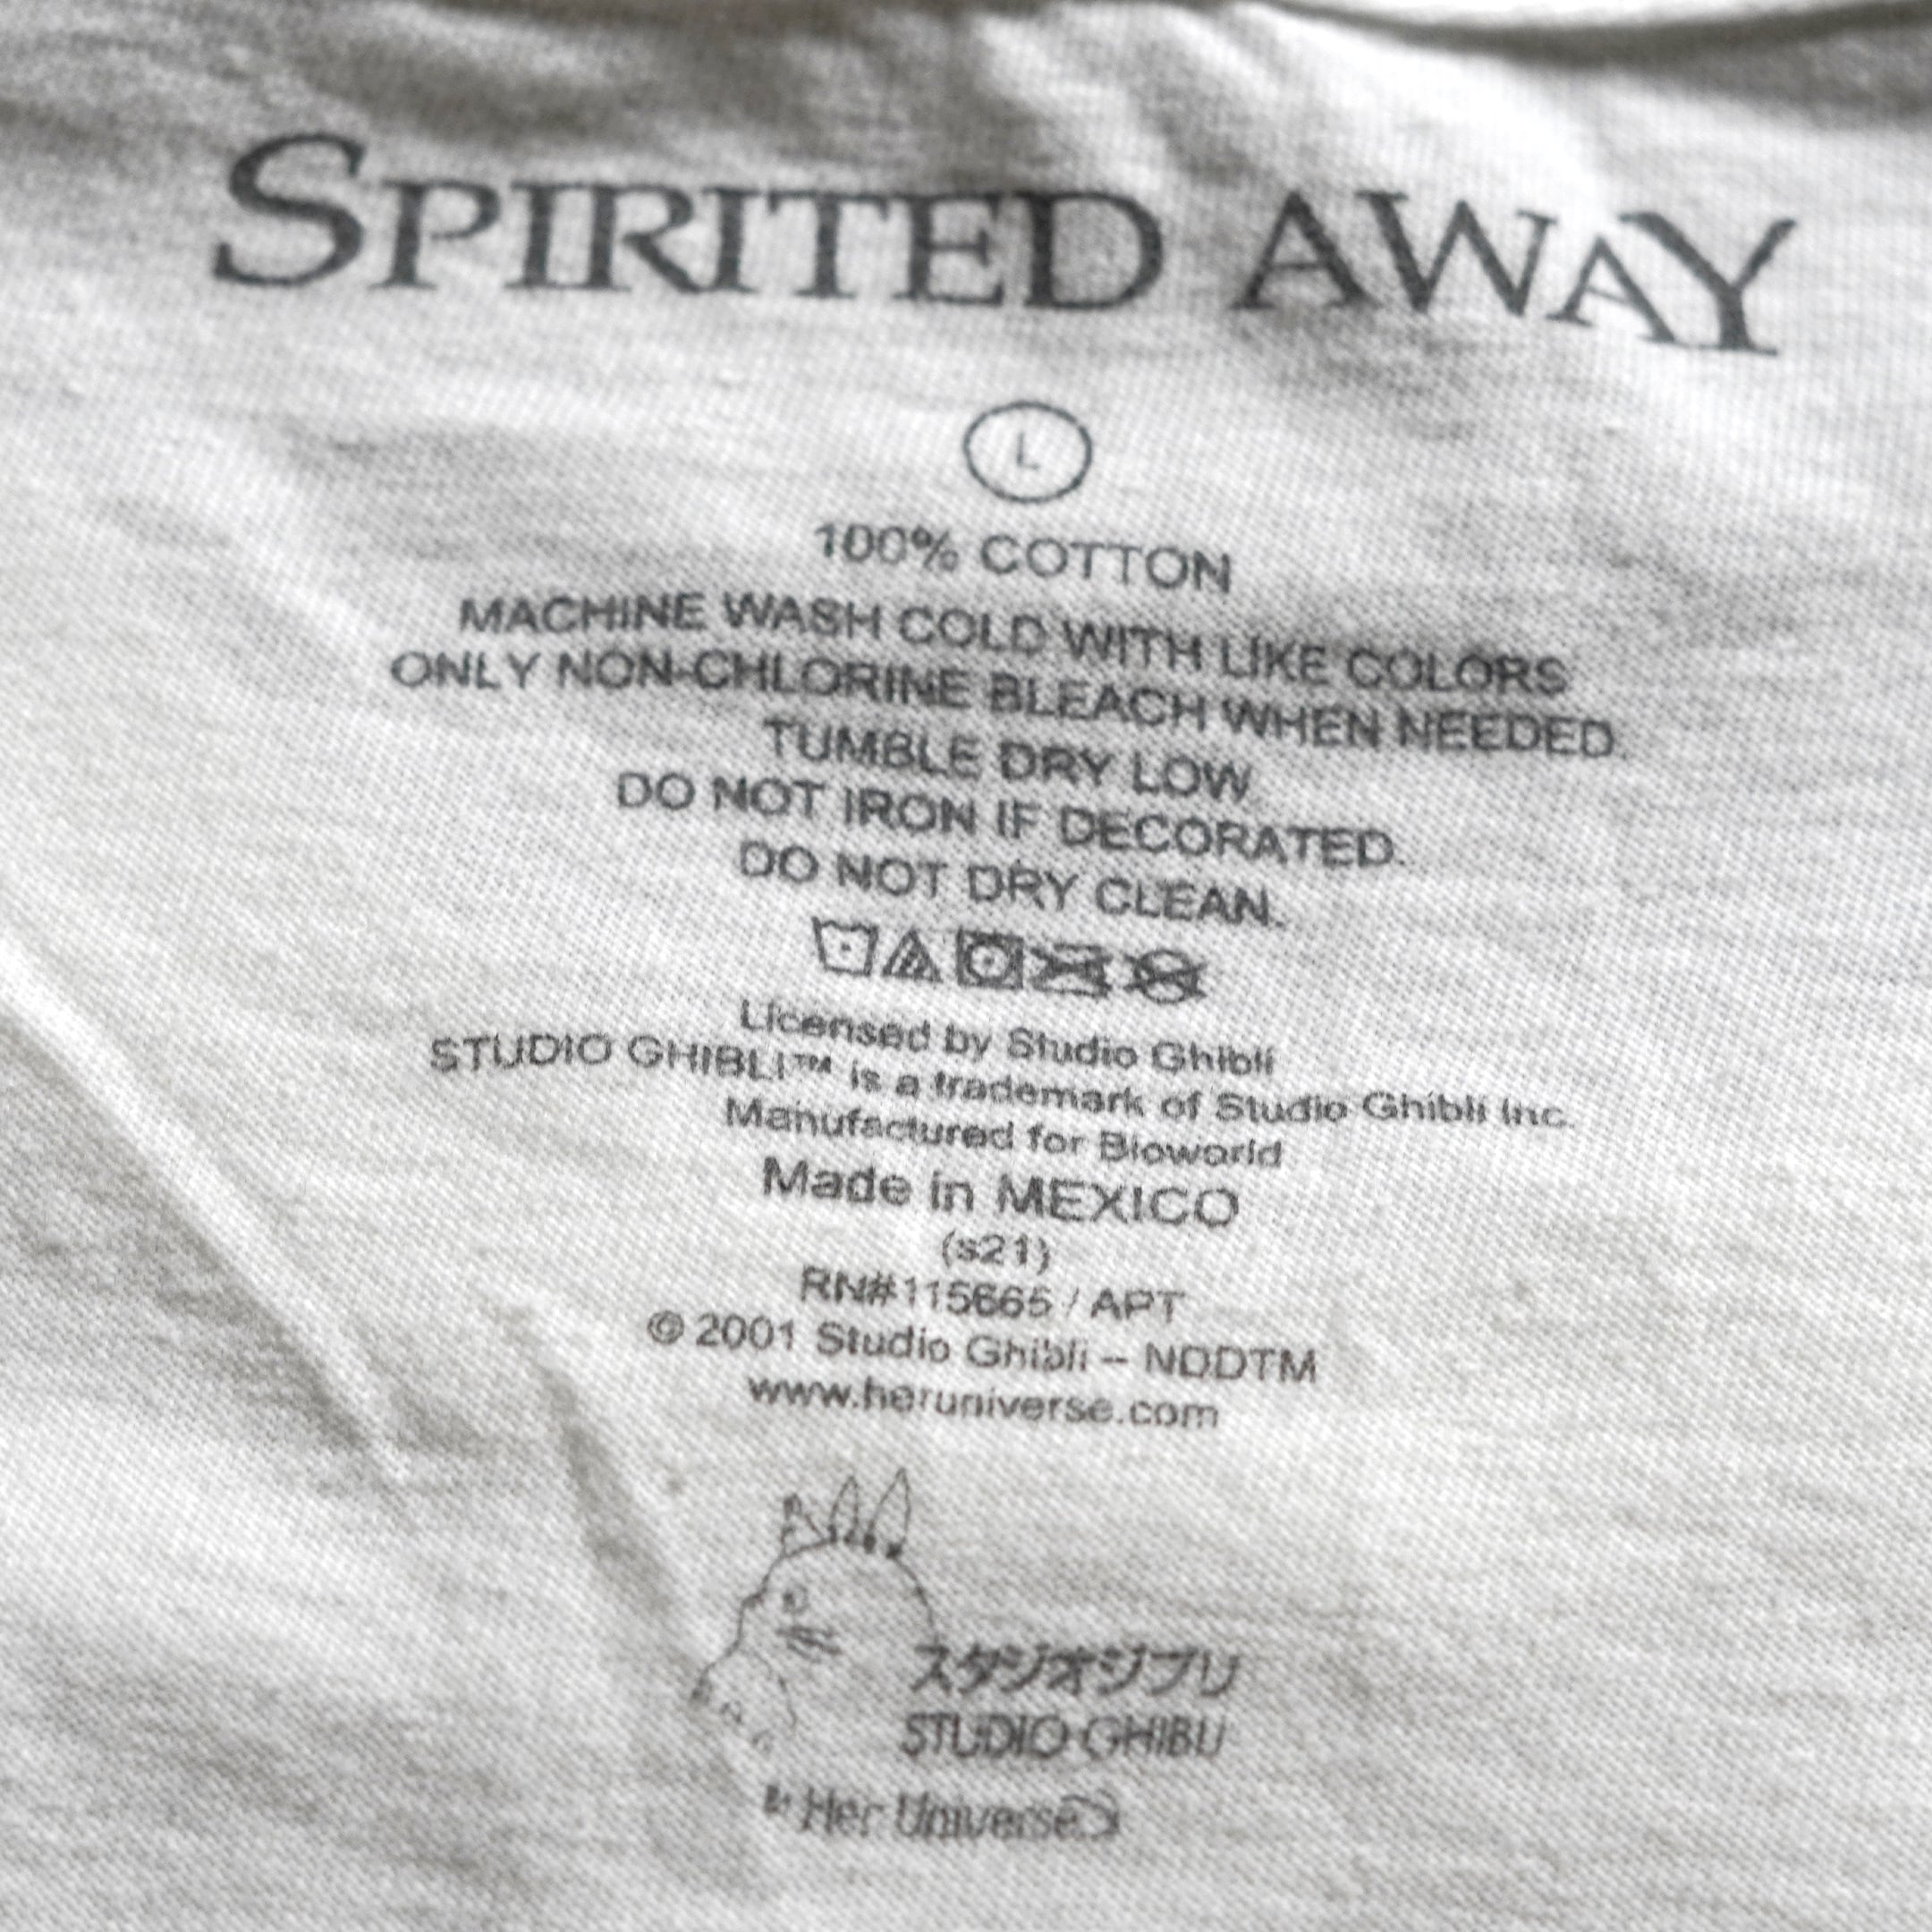 SPIRITED AWAY
L
100% COTTON
MACHINE WASH COLD WITH LIKE COLORS
ONLY NON-CHLORINE BLEACH WHEN NEEDED.
TUMBLE DRY LOW
DO NOT IRON IF DECORATED.
DO NOT DRY CLEAN.
Licensed by Studio Ghibli
STUDIO GHIBLI™ is a trademark of Studio Ghibli Inc.
Manufactured for Bioworld
Made in MEXICO
(s21)
RN#115665 / APT
© 2001 Studio Ghibli – NDDTM
www.heruniverse.com
スタジオジブリ
STUDIO GHIBLI
Her Universe